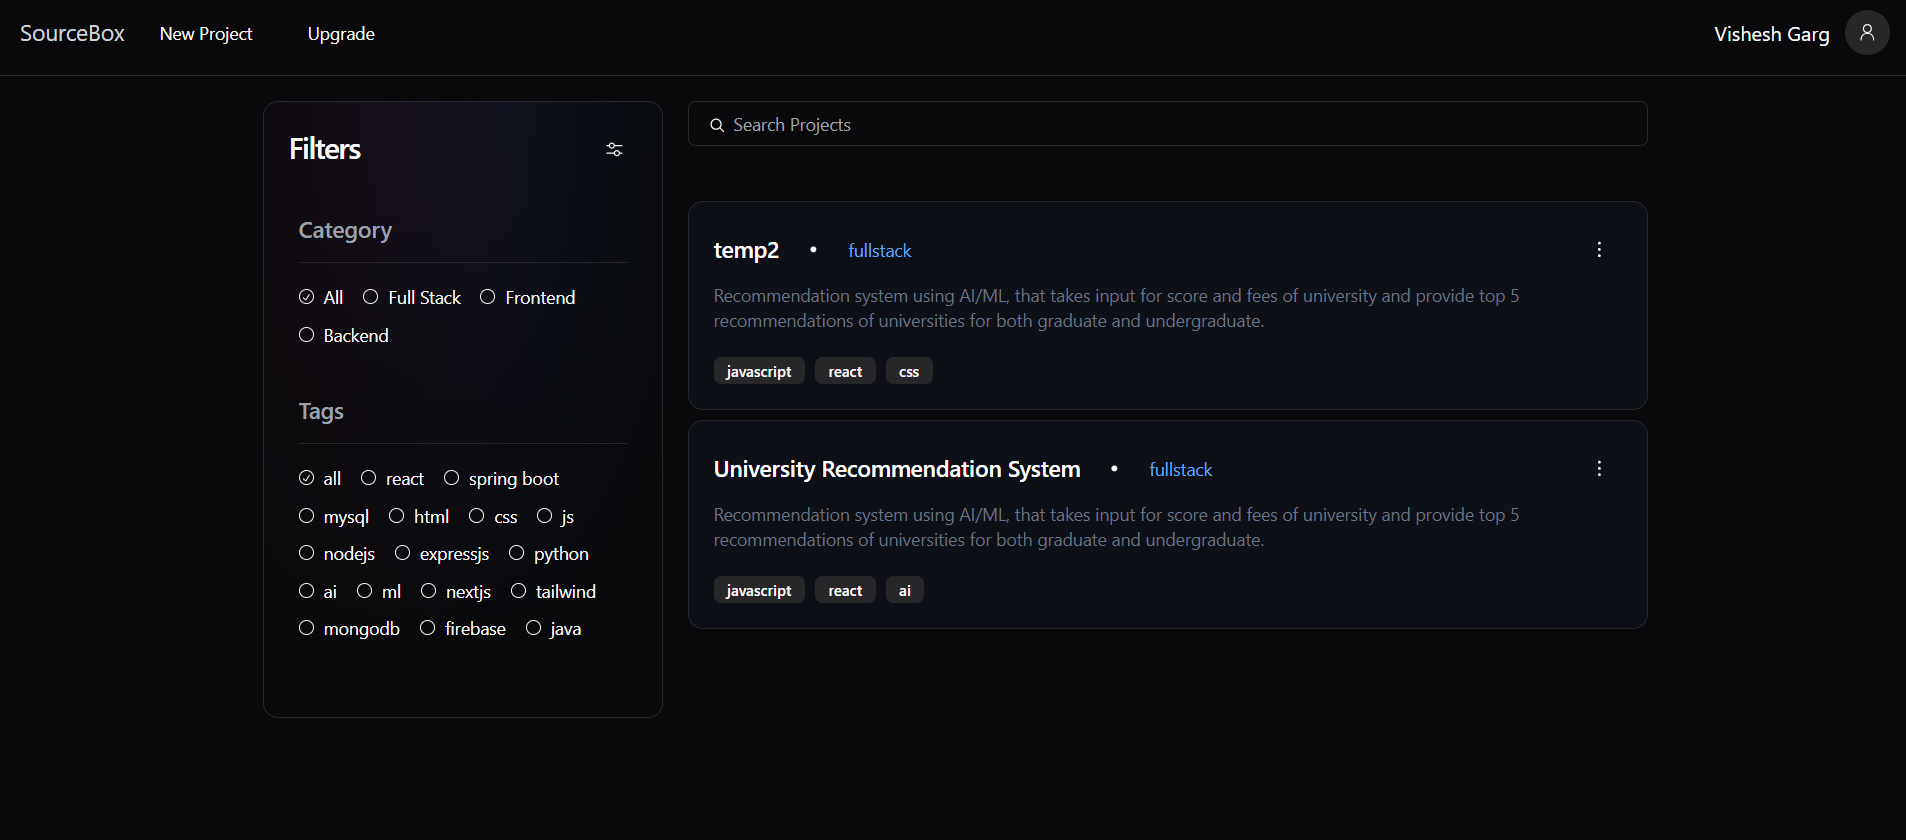 SourceBox New Project Upgrade Vishesh Garg
Filters
Category
All Full Stack Frontend
Backend
Tags
all react spring boot
mysql html css js
nodejs expressjs python
ai ml nextjs tailwind
mongodb firebase java
Search Projects
temp2 • fullstack
Recommendation system using AI/ML, that takes input for score and fees of university and provide top 5
recommendations of universities for both graduate and undergraduate.
javascript react css
University Recommendation System • fullstack
Recommendation system using AI/ML, that takes input for score and fees of university and provide top 5
recommendations of universities for both graduate and undergraduate.
javascript react ai